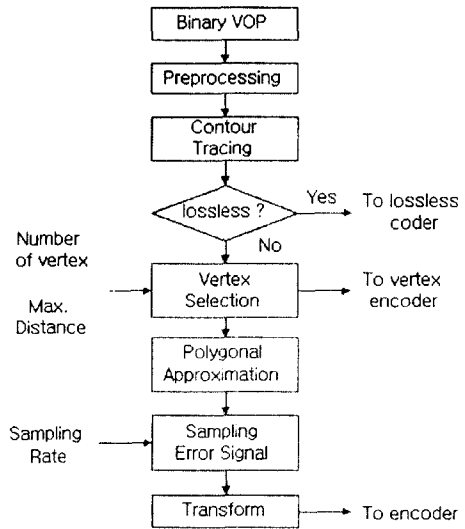 Binary VOP
Preprocessing
Contour
Tracing
lossless ?
Yes
To lossless
coder
No
Number
of vertex
Max.
Distance
Vertex
Selection
To vertex
encoder
Polygonal
Approximation
Sampling
Rate
Sampling
Error Signal
Transform
To encoder